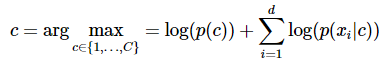 c = arg max_{c∈{1,…,C}} = log(p(c)) + ∑_{i=1}^{d} log(p(x_i|c))